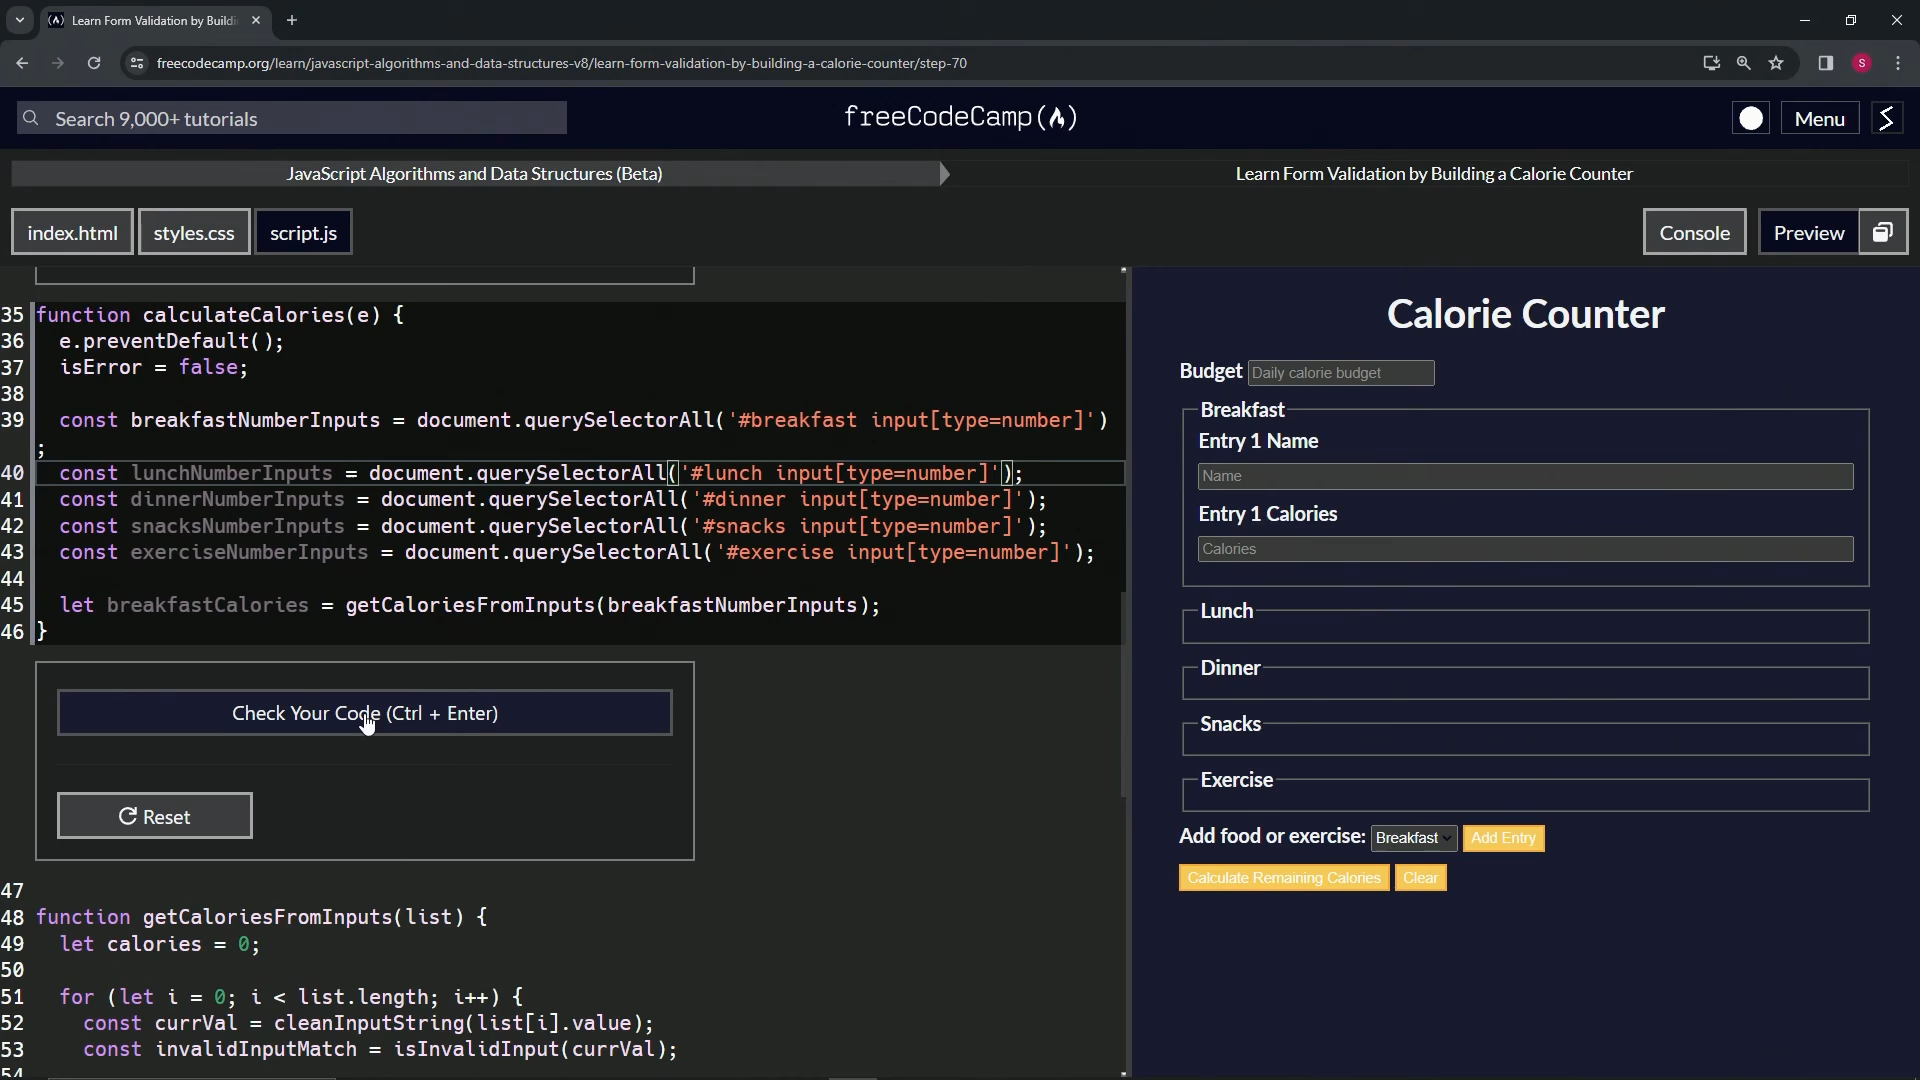 Learn Form Validation by Buildi
freecodecamp.org/learn/javascript-algorithms-and-data-structures-v8/learn-form-validation-by-building-a-calorie-counter/step-70
S
Search 9,000+ tutorials
freeCodeCamp
Menu
JavaScript Algorithms and Data Structures (Beta)
Learn Form Validation by Building a Calorie Counter
index.html
styles.css
script.js
Console
Preview
35 function calculateCalories(e) {
36   e.preventDefault();
37   isError = false;
38
39   const breakfastNumberInputs = document.querySelectorAll('#breakfast input[type=number]')
;
40   const lunchNumberInputs = document.querySelectorAll('#lunch input[type=number]');
41   const dinnerNumberInputs = document.querySelectorAll('#dinner input[type=number]');
42   const snacksNumberInputs = document.querySelectorAll('#snacks input[type=number]');
43   const exerciseNumberInputs = document.querySelectorAll('#exercise input[type=number]');
44
45   let breakfastCalories = getCaloriesFromInputs(breakfastNumberInputs);
46 }
Check Your Code (Ctrl + Enter)
Reset
47
48 function getCaloriesFromInputs(list) {
49   let calories = 0;
50
51   for (let i = 0; i < list.length; i++) {
52     const currVal = cleanInputString(list[i].value);
53     const invalidInputMatch = isInvalidInput(currVal);
54
Calorie Counter
Budget
Daily calorie budget
Breakfast
Entry 1 Name
Name
Entry 1 Calories
Calories
Lunch
Dinner
Snacks
Exercise
Add food or exercise:
Breakfast
Add Entry
Calculate Remaining Calories
Clear